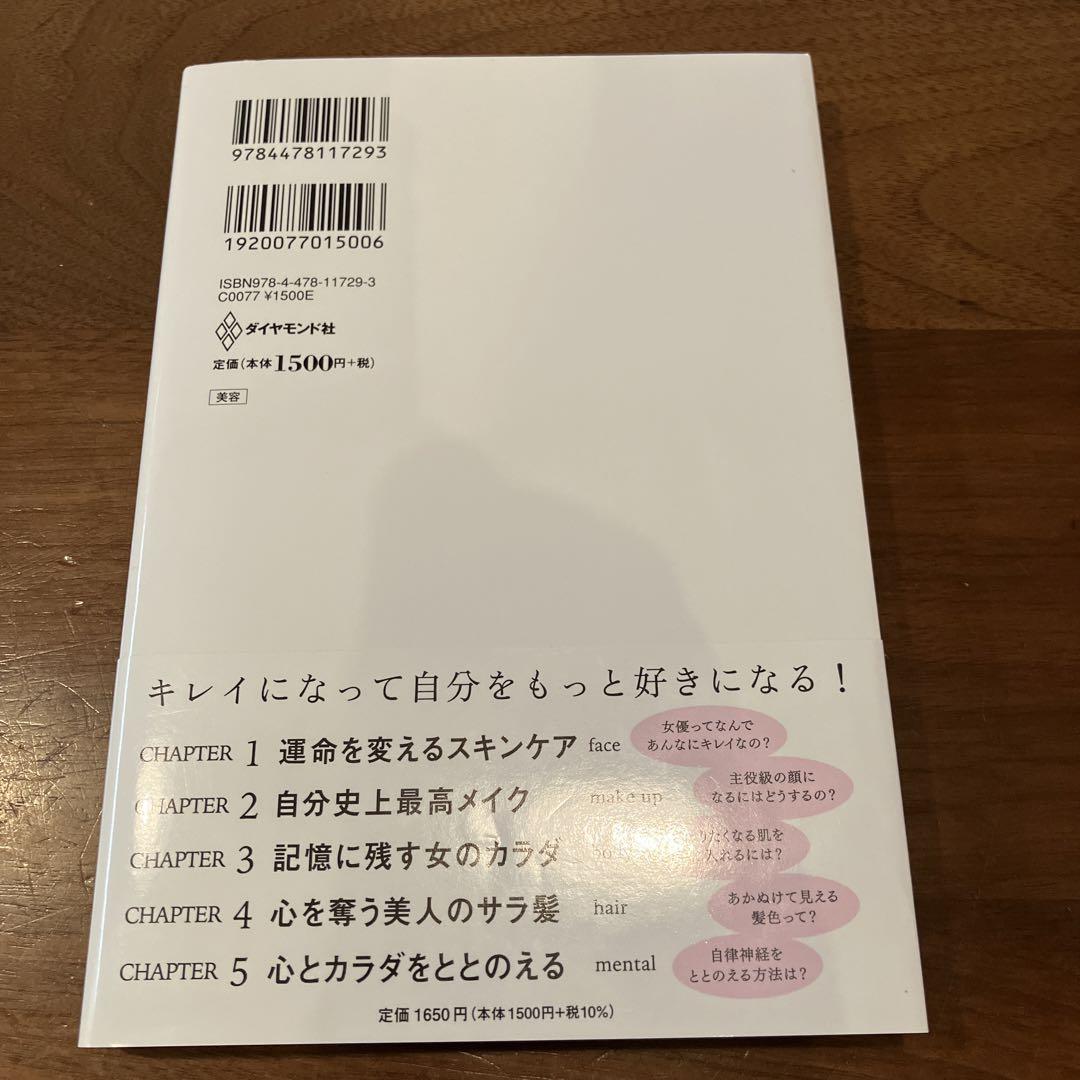 9784478117293
1920077015006
ISBN978-4-478-11729-3
C0077 ¥1500E
ダイヤモンド社
定価(本体1500円+税)
美容
キレイになって自分をもっと好きになる!
CHAPTER 1 運命を変えるスキンケア face
女優ってなんで
あんなにキレイなの?
CHAPTER 2 自分史上最高メイク make up
主役級の顔に
なるにはどうするの?
CHAPTER 3 記憶に残す女のカラダ
りたくなる肌を
入れるには?
CHAPTER 4 心を奪う美人のサラ髪 hair
あかぬけて見える
髪色って?
CHAPTER 5 心とカラダをととのえる mental
自律神経を
ととのえる方法は?
定価 1650円(本体1500円+税10%)